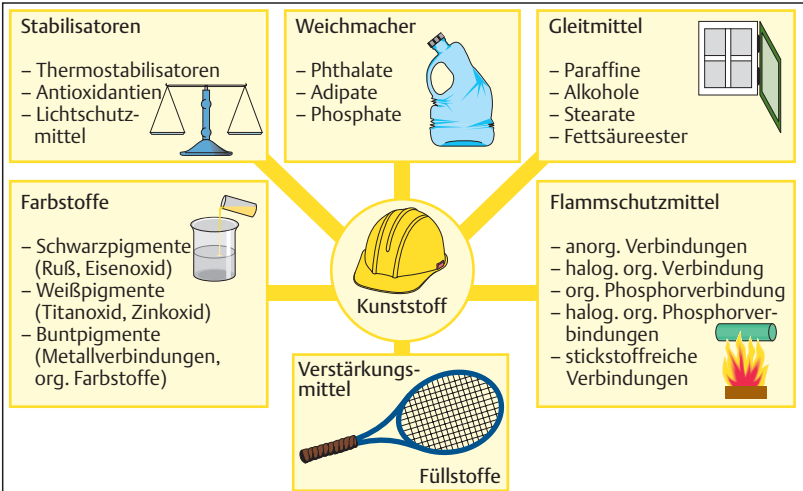 Stabilisatoren
– Thermostabilisatoren
– Antioxidantien
– Lichtschutz-
mittel
Weichmacher
– Phthalate
– Adipate
– Phosphate
Gleitmittel
– Paraffine
– Alkohole
– Stearate
– Fettsäureester
Farbstoffe
– Schwarzpigmente
(Ruß, Eisenoxid)
– Weißpigmente
(Titanoxid, Zinkoxid)
– Buntpigmente
(Metallverbindungen,
org. Farbstoffe)
Kunststoff
Flammschutzmittel
– anorg. Verbindungen
– halog. org. Verbindung
– org. Phosphorverbindung
– halog. org. Phosphorver-
bindungen
– stickstoffreiche
Verbindungen
Verstärkungs-
mittel
Füllstoffe